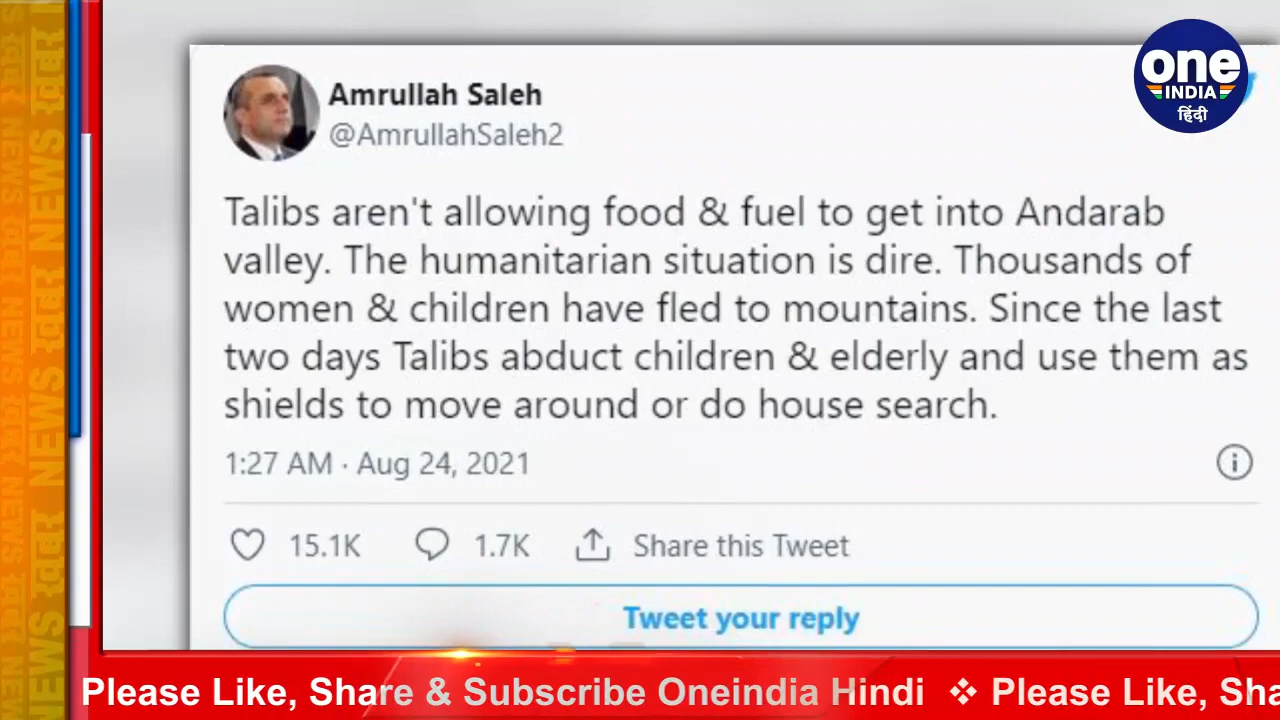 one
INDIA
हिंदी
Amrullah Saleh
@AmrullahSaleh2
Talibs aren't allowing food & fuel to get into Andarab
valley. The humanitarian situation is dire. Thousands of
women & children have fled to mountains. Since the last
two days Talibs abduct children & elderly and use them as
shields to move around or do house search.
1:27 AM · Aug 24, 2021
15.1K
1.7K
Share this Tweet
Tweet your reply
Please Like, Share & Subscribe Oneindia Hindi ❖ Please Like, Sha
NEWS
NEWS
NEWS